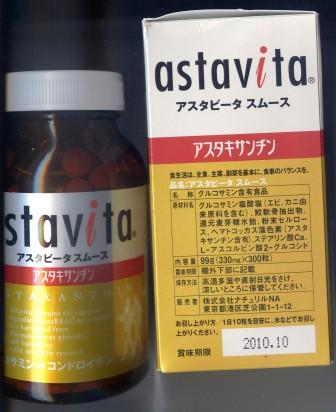 astavita®
アスタビータ スムース
アスタキサンチン
食生活は、主食、主菜、副菜を基本に、食事のバランスを。
品名:アスタビータ スムース
名　称 グルコサミン含有食品
原材料名 グルコサミン塩酸塩(エビ、カニ由
来原料を含む)、鮫軟骨抽出物、
還元麦芽糖水飴、粉末セルロー
ス、ヘマトコッカス藻色素(アスタ
キサンチン含有)、ステアリン酸Ca、
L-アスコルビン酸2-グルコシド
内容量 99g(330mg×300粒)
賞味期限 欄外下部に記載
保存方法 高温多湿や直射日光をさけ、
涼しいところに保管してください。
販売者 株式会社ナチュリルNA
東京都港区芝公園1-1-12
お召し上がり方/1日10粒を目安に、水などでお召し
上がりください。
賞味期限 2010.10
stavita®
アスタビータ スムース
アスタキサンチン
STAXANTHIN
コサミン コンドロイチン